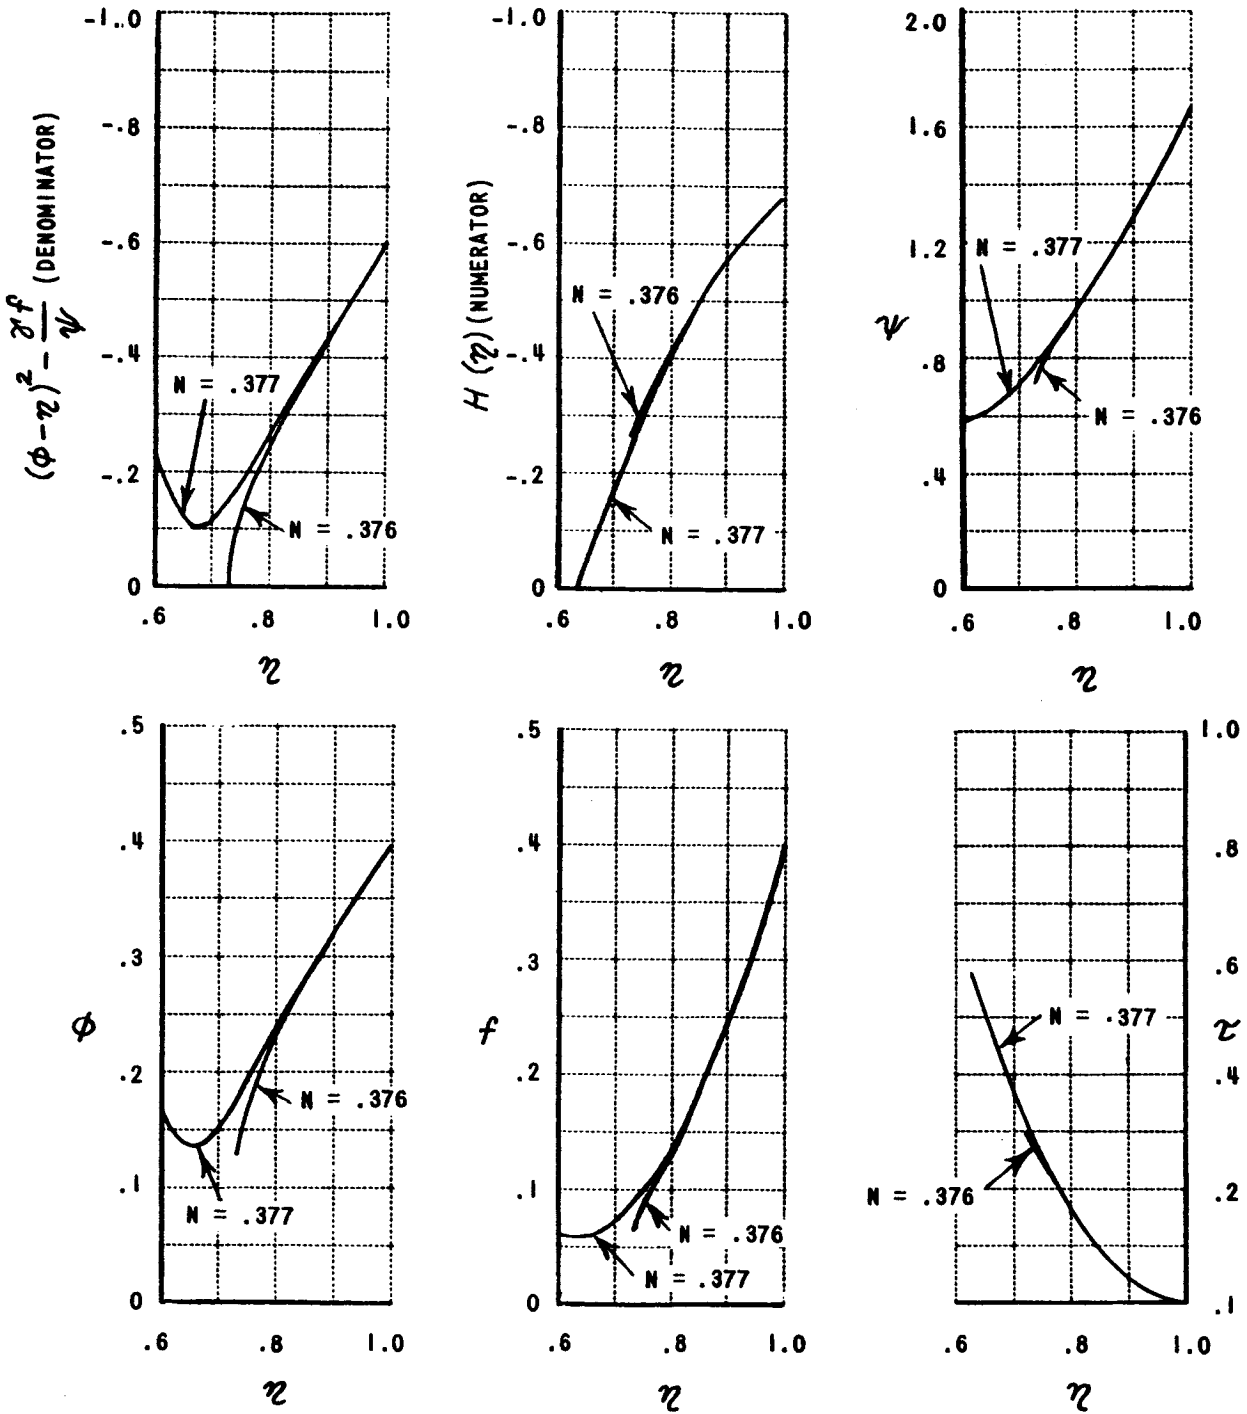 -1.0
-.8
-.6
-.4
-.2
0
.6
.8
1.0
(φ-η)² - γf/ψ (DENOMINATOR)
N = .377
N = .376
η
-1.0
-.8
-.6
-.4
-.2
0
.6
.8
1.0
H (η) (NUMERATOR)
N = .376
N = .377
η
2.0
1.6
1.2
.8
.4
0
.6
.8
1.0
ψ
N = .377
N = .376
η
.5
.4
.3
.2
.1
0
.6
.8
1.0
φ
N = .376
N = .377
η
.5
.4
.3
.2
.1
0
.6
.8
1.0
f
N = .376
N = .377
η
1.0
.8
.6
.4
.2
.1
.6
.8
1.0
τ
N = .377
N = .376
η